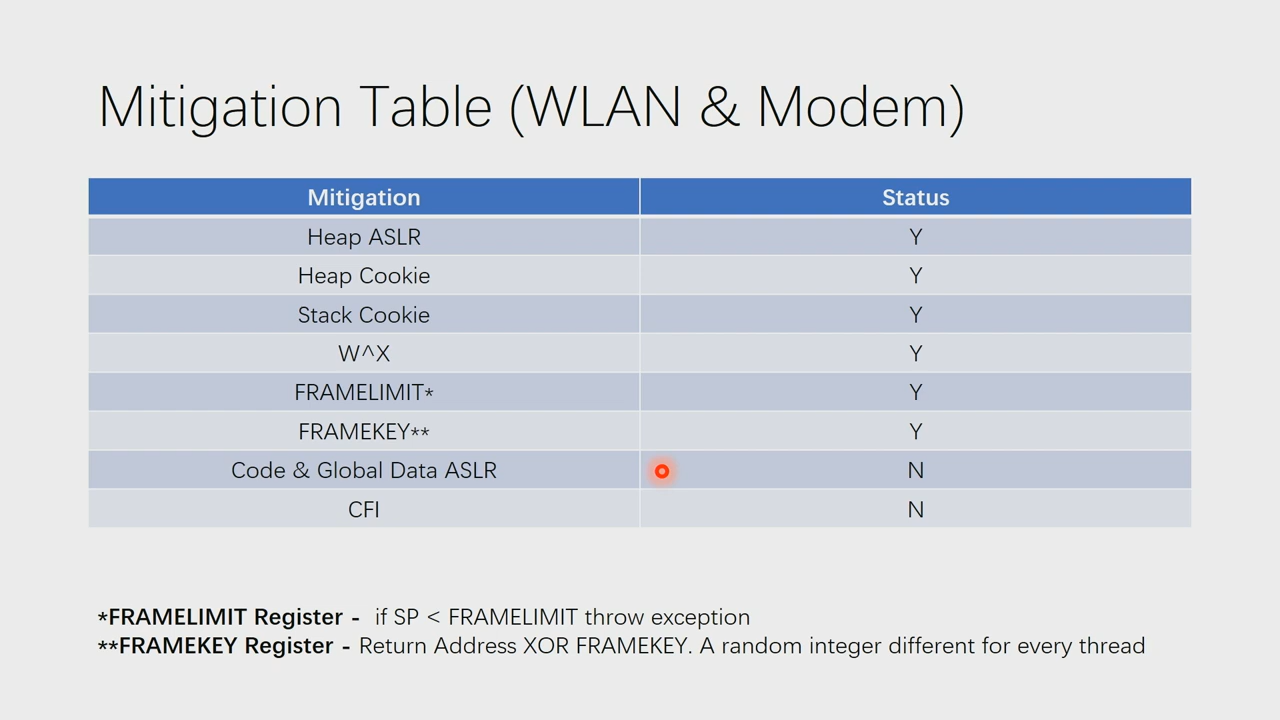 Mitigation Table (WLAN & Modem)
Mitigation Status
Heap ASLR Y
Heap Cookie Y
Stack Cookie Y
W^X Y
FRAMELIMIT* Y
FRAMEKEY** Y
Code & Global Data ASLR N
CFI N
*FRAMELIMIT Register - if SP < FRAMELIMIT throw exception
**FRAMEKEY Register - Return Address XOR FRAMEKEY. A random integer different for every thread